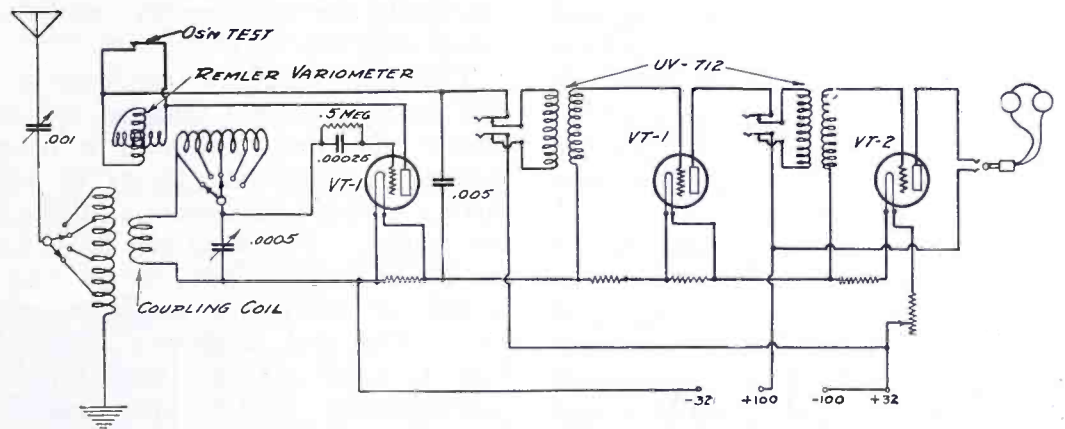 OS'N TEST
REMLER VARIOMETER
UV-712
.001
.5 MEG
.00025
VT-1
.005
VT-1
VT-2
.0005
COUPLING COIL
-32
+100
-100
+32